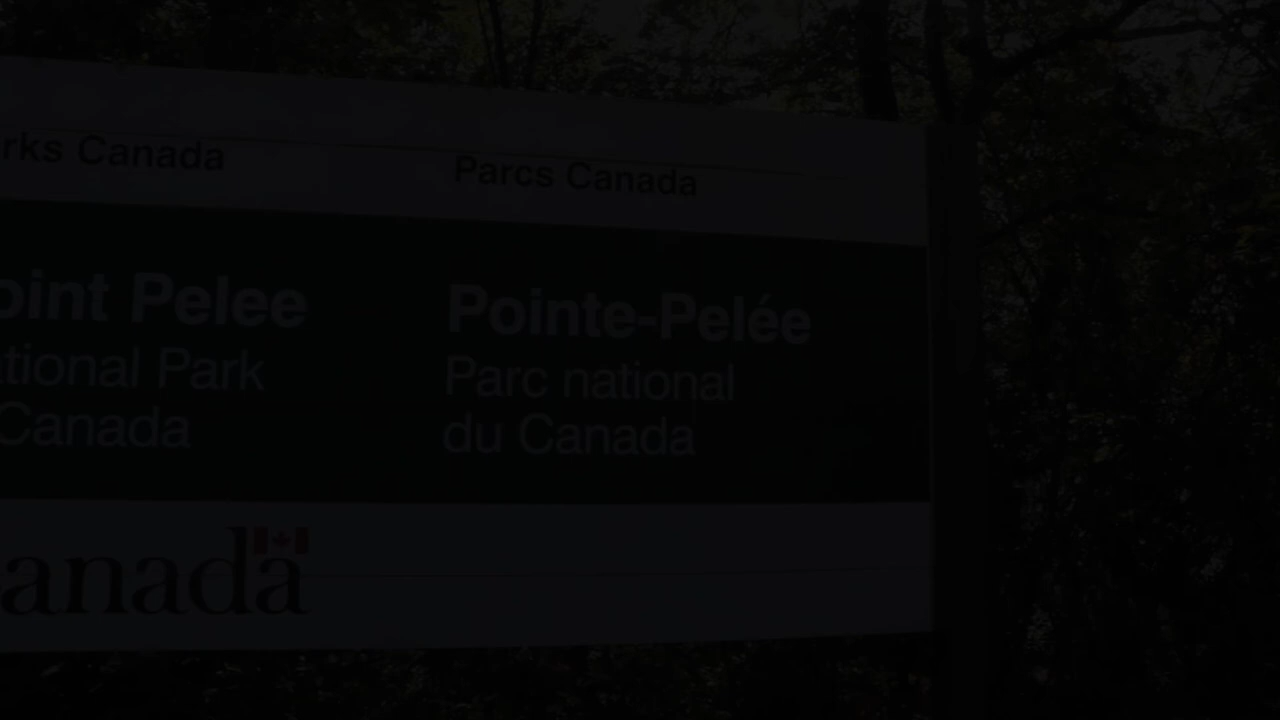 rks Canada
Parcs Canada
oint Pelee
tional Park
Canada
Pointe-Pelée
Parc national
du Canada
anada